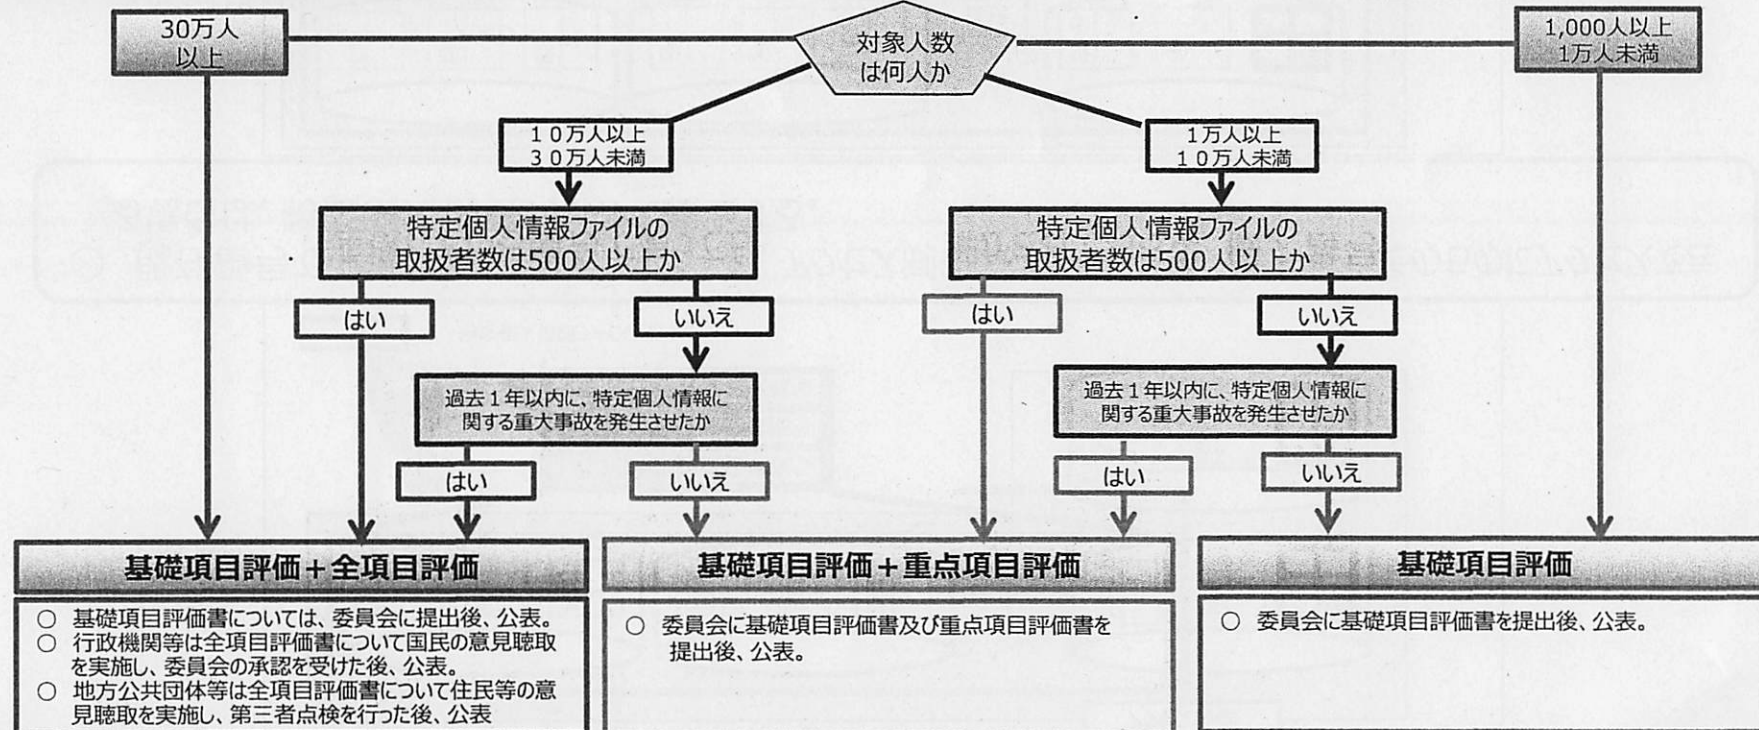 対象人数
は何人か
30万人
以上
1,000人以上
1万人未満
１０万人以上
３０万人未満
1万人以上
１０万人未満
特定個人情報ファイルの
取扱者数は500人以上か
特定個人情報ファイルの
取扱者数は500人以上か
はい
いいえ
はい
いいえ
過去１年以内に、特定個人情報に
関する重大事故を発生させたか
過去１年以内に、特定個人情報に
関する重大事故を発生させたか
はい
いいえ
はい
いいえ
基礎項目評価＋全項目評価
○ 基礎項目評価書については、委員会に提出後、公表。
○ 行政機関等は全項目評価書について国民の意見聴取
を実施し、委員会の承認を受けた後、公表。
○ 地方公共団体等は全項目評価書について住民等の意
見聴取を実施し、第三者点検を行った後、公表
基礎項目評価＋重点項目評価
○ 委員会に基礎項目評価書及び重点項目評価書を
提出後、公表。
基礎項目評価
○ 委員会に基礎項目評価書を提出後、公表。